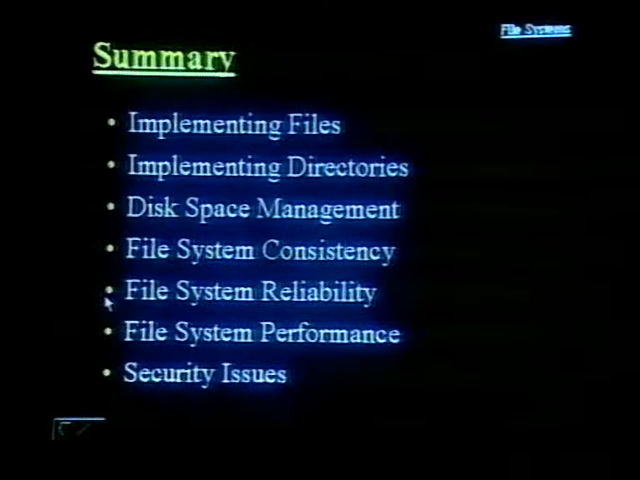 File Systems
Summary
• Implementing Files
• Implementing Directories
• Disk Space Management
• File System Consistency
• File System Reliability
• File System Performance
• Security Issues